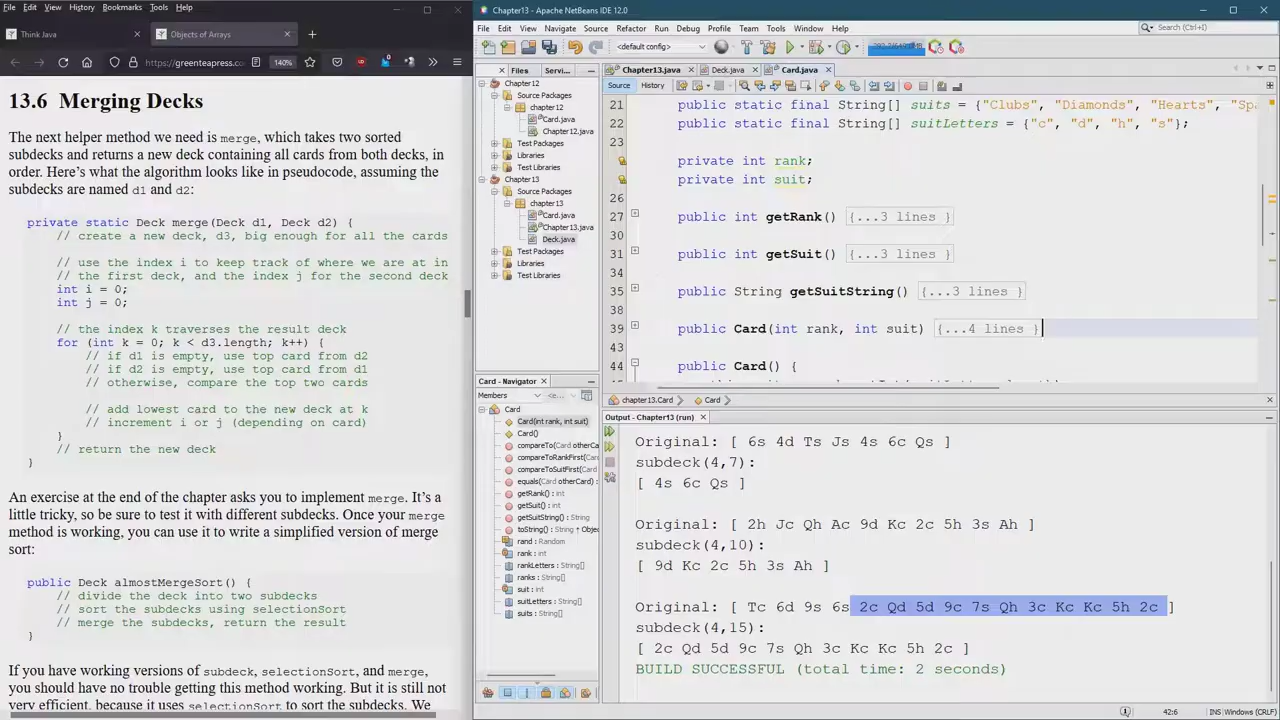 File Edit View History Bookmarks Tools Help
Chapter13 - Apache NetBeans IDE 12.0
Think Java
Objects of Arrays
https://greenteapress.co
140%
File Edit View Navigate Source Refactor Run Debug Profile Team Tools Window Help
Search (Ctrl+I)
<default config>
13.6 Merging Decks
The next helper method we need is merge, which takes two sorted
subdecks and returns a new deck containing all cards from both decks, in
order. Here's what the algorithm looks like in pseudocode, assuming the
subdecks are named d1 and d2:
private static Deck merge(Deck d1, Deck d2) {
// create a new deck, d3, big enough for all the cards
// use the index i to keep track of where we are at in
// the first deck, and the index j for the second deck
int i = 0;
int j = 0;
// the index k traverses the result deck
for (int k = 0; k < d3.length; k++) {
// if d1 is empty, use top card from d2
// if d2 is empty, use top card from d1
// otherwise, compare the top two cards
// add lowest card to the new deck at k
// increment i or j (depending on card)
}
// return the new deck
}
An exercise at the end of the chapter asks you to implement merge. It's a
little tricky, so be sure to test it with different subdecks. Once your merge
method is working, you can use it to write a simplified version of merge
sort:
public Deck almostMergeSort() {
// divide the deck into two subdecks
// sort the subdecks using selectionSort
// merge the subdecks, return the result
}
If you have working versions of subdeck, selectionSort, and merge,
you should have no trouble getting this method working. But it is still not
very efficient, because it uses selectionSort to sort the subdecks. We
Files
Servi...
Chapter12
Source Packages
chapter12
Card.java
Chapter12.java
Test Packages
Libraries
Test Libraries
Chapter13
Source Packages
chapter13
Card.java
Chapter13.java
Deck.java
Test Packages
Libraries
Test Libraries
Card - Navigator
Members
Card
Card(int rank, int suit)
Card()
compareTo(Card otherCard)
compareToRankFirst(Card
compareToSuitFirst(Card
equals(Card otherCard) :
getRank() : int
getSuit() : int
getSuitString() : String
toString() : String ↑ Objec
rand : Random
rank : int
rankLetters : String[]
ranks : String[]
suit : int
suitLetters : String[]
suits : String[]
Chapter13.java
Deck.java
Card.java
Source
History
21 public static final String[] suits = {"Clubs", "Diamonds", "Hearts", "Spa
22 public static final String[] suitLetters = {"c", "d", "h", "s"};
23
private int rank;
private int suit;
26
27 public int getRank() {...3 lines }
30
31 public int getSuit() {...3 lines }
34
35 public String getSuitString() {...3 lines }
38
39 public Card(int rank, int suit) {...4 lines }
43
44 public Card() {
chapter13.Card
Card
Output - Chapter13 (run)
Original: [ 6s 4d Ts Js 4s 6c Qs ]
subdeck(4,7):
[ 4s 6c Qs ]
Original: [ 2h Jc Qh Ac 9d Kc 2c 5h 3s Ah ]
subdeck(4,10):
[ 9d Kc 2c 5h 3s Ah ]
Original: [ Tc 6d 9s 6s 2c Qd 5d 9c 7s Qh 3c Kc Kc 5h 2c ]
subdeck(4,15):
[ 2c Qd 5d 9c 7s Qh 3c Kc Kc 5h 2c ]
BUILD SUCCESSFUL (total time: 2 seconds)
42:6
INS Windows (CRLF)